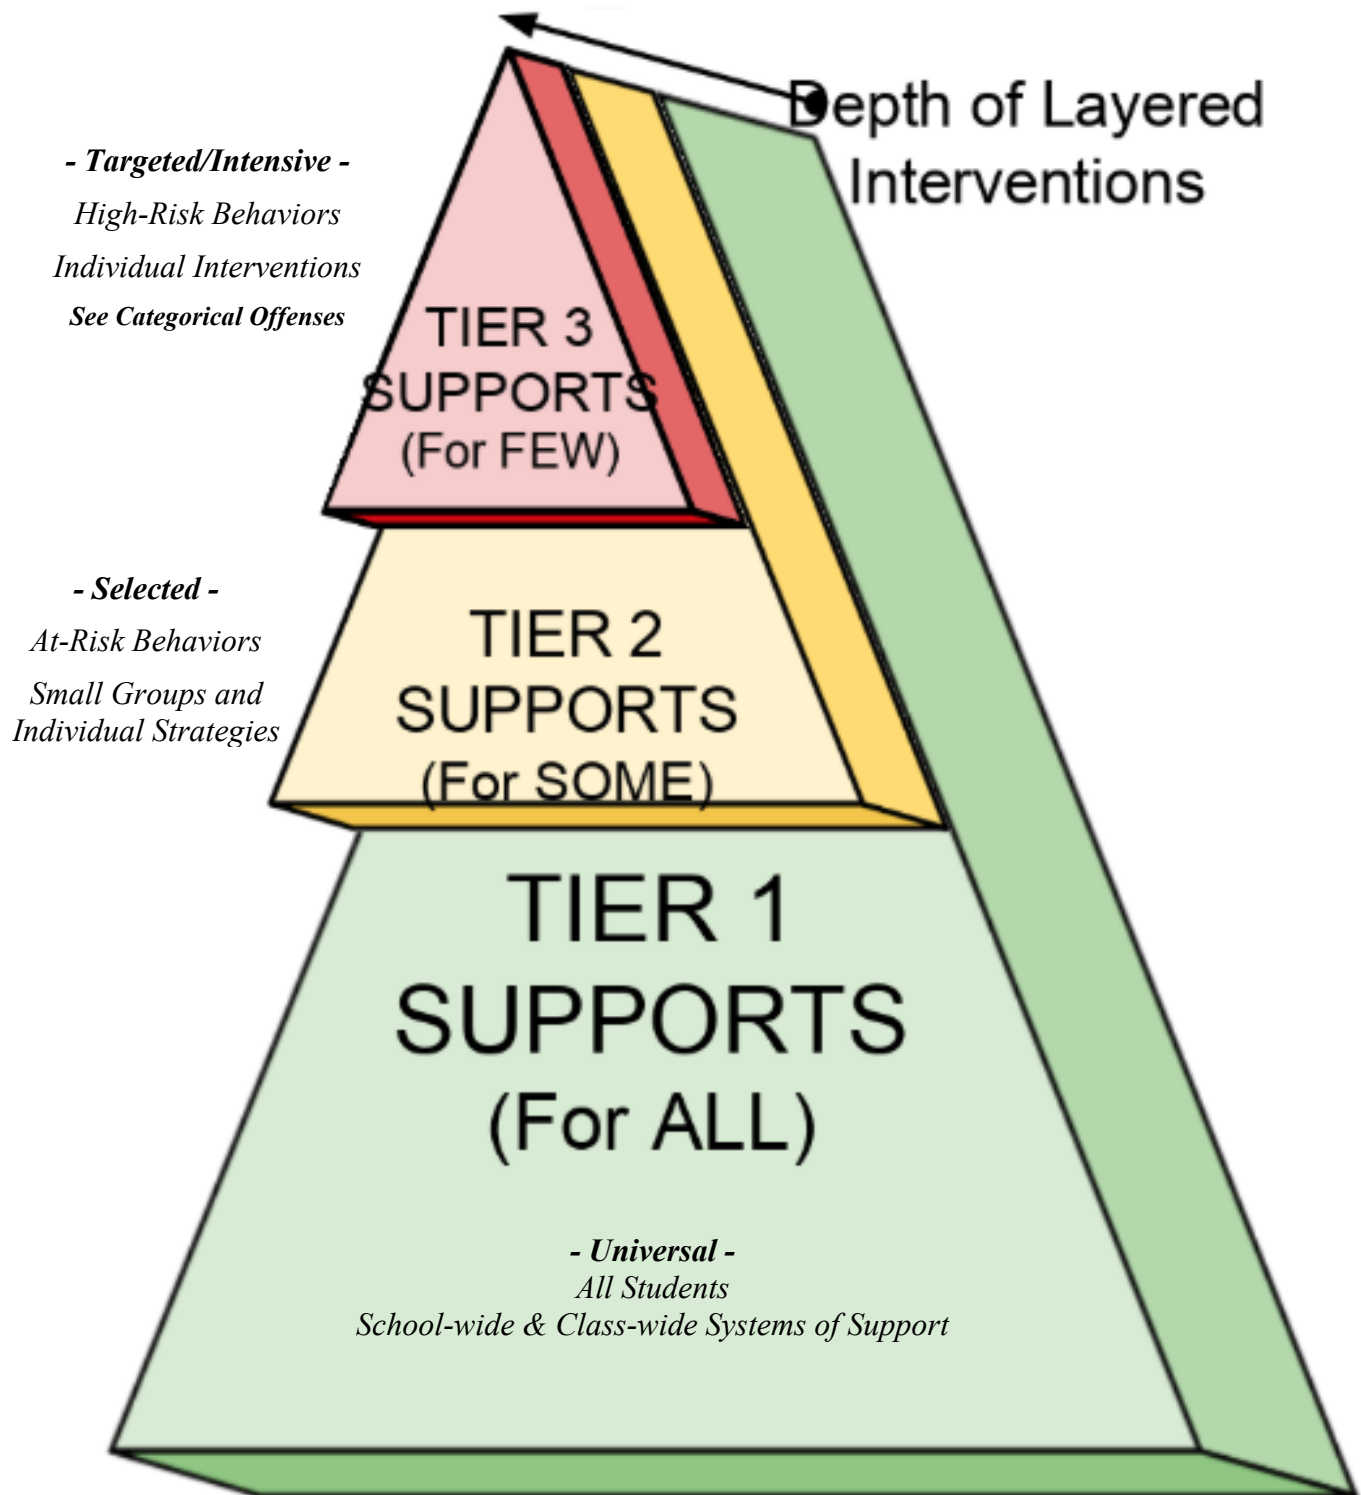 Depth of Layered
Interventions
- Targeted/Intensive -
High-Risk Behaviors
Individual Interventions
See Categorical Offenses
TIER 3
SUPPORTS
(For FEW)
- Selected -
At-Risk Behaviors
Small Groups and
Individual Strategies
TIER 2
SUPPORTS
(For SOME)
TIER 1
SUPPORTS
(For ALL)
- Universal -
All Students
School-wide & Class-wide Systems of Support